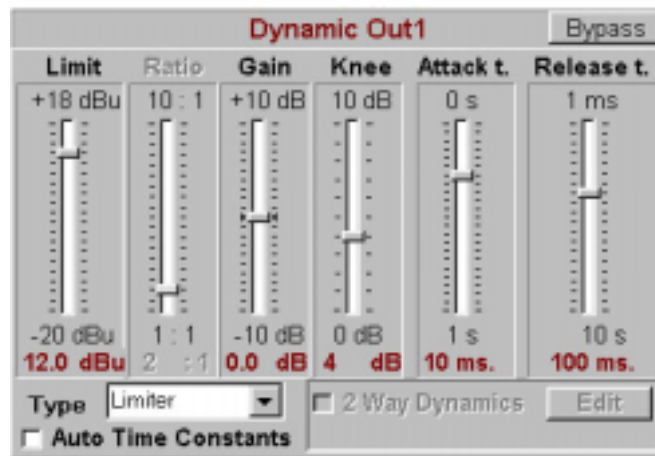 Dynamic Out1 Bypass
Limit Ratio Gain Knee Attack t. Release t.
+18 dBu 10 : 1 +10 dB 10 dB 0 s 1 ms
-20 dBu 1 : 1 -10 dB 0 dB 1 s 10 s
12.0 dBu 2 : 1 0.0 dB 4 dB 10 ms. 100 ms.
Type Limiter 2 Way Dynamics Edit
Auto Time Constants